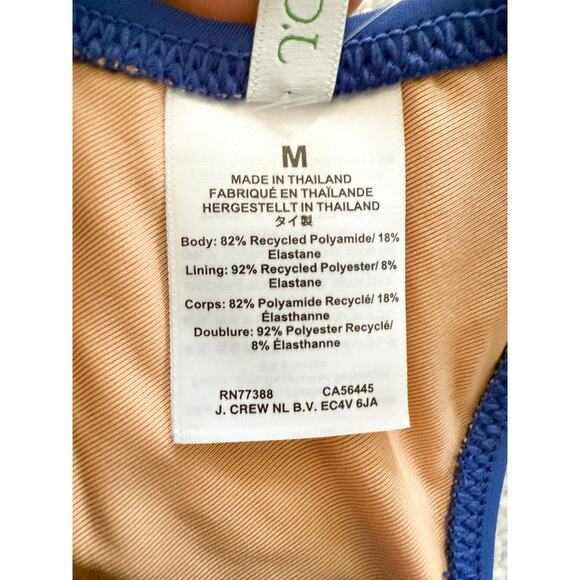 M
MADE IN THAILAND
FABRIQUÉ EN THAÏLANDE
HERGESTELLT IN THAILAND
タイ製
Body: 82% Recycled Polyamide/ 18%
Elastane
Lining: 92% Recycled Polyester/ 8%
Elastane
Corps: 82% Polyamide Recyclé/ 18%
Élasthanne
Doublure: 92% Polyester Recyclé/
8% Élasthanne
RN77388 CA56445
J. CREW NL B.V. EC4V 6JA